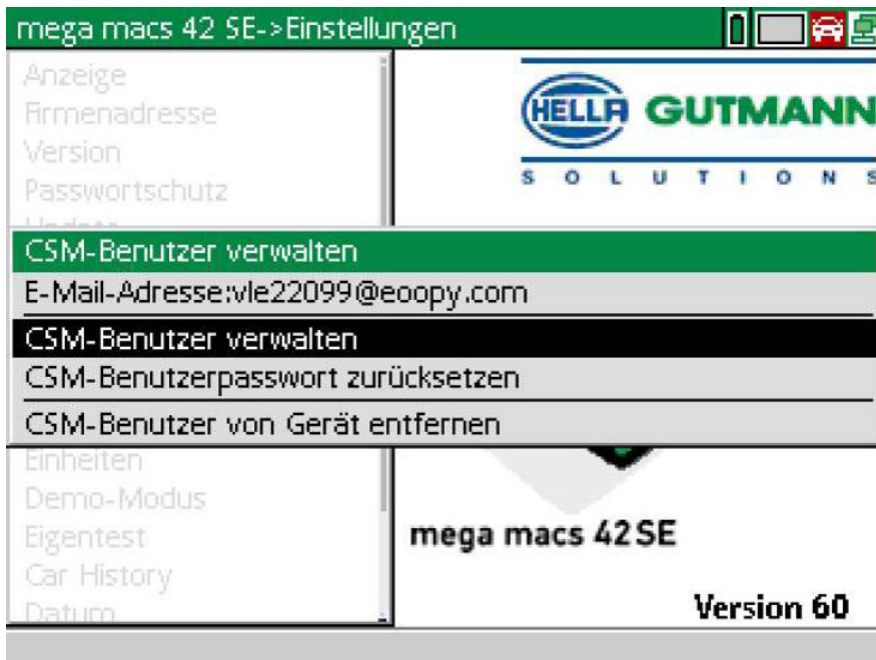 mega macs 42 SE->Einstellungen
Anzeige
Firmenadresse
Version
Passwortschutz
Update
HELLA GUTMANN
SOLUTIONS
CSM-Benutzer verwalten
E-Mail-Adresse:vle22099@eoopy.com
CSM-Benutzer verwalten
CSM-Benutzerpasswort zurücksetzen
CSM-Benutzer von Gerät entfernen
Einheiten
Demo-Modus
Eigentest
Car History
Datum
mega macs 42SE
Version 60